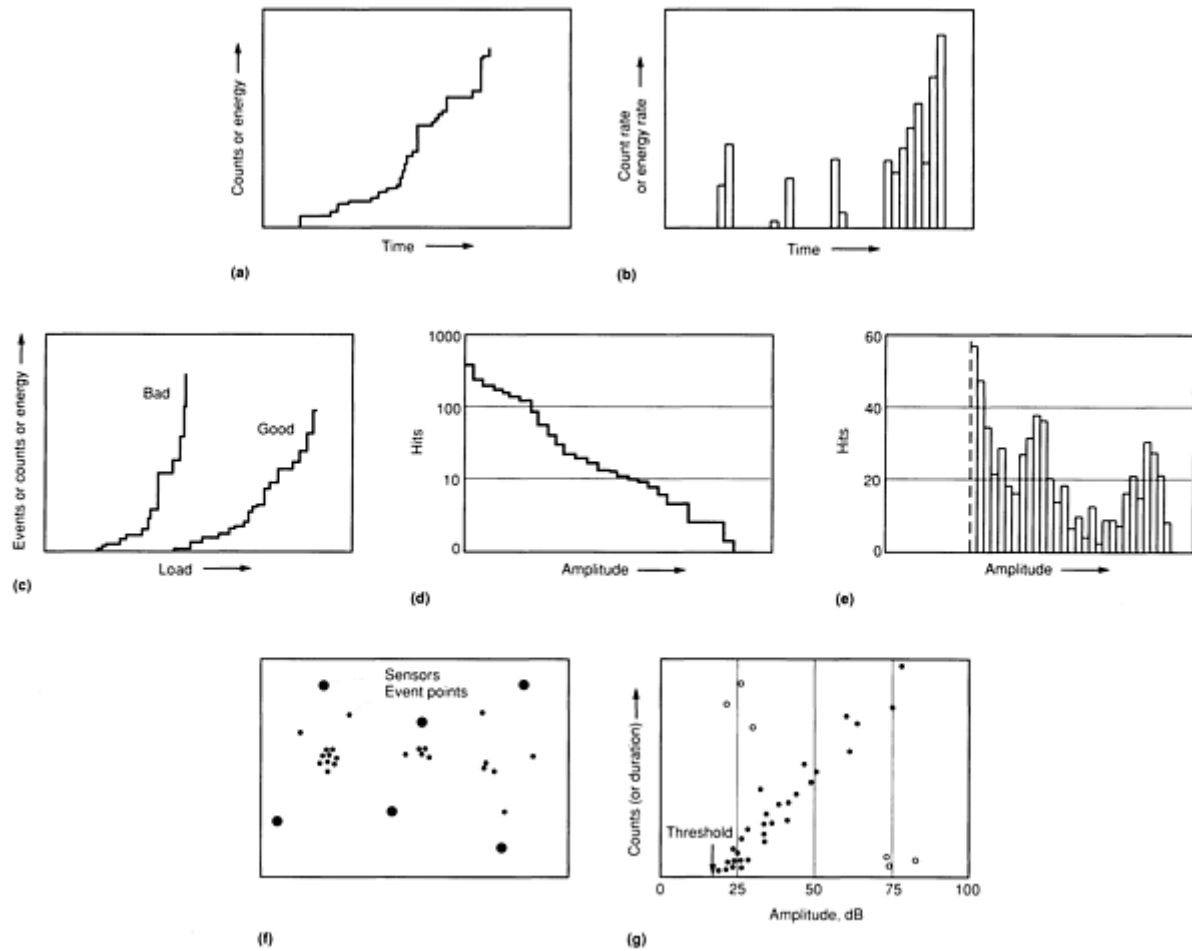 Counts or energy
Time
(a)
Count rate
or energy rate
Time
(b)
Events or counts or energy
Bad
Good
Load
(c)
1000
100
10
0
Hits
Amplitude
(d)
60
40
20
0
Hits
Amplitude
(e)
Sensors
Event points
(f)
Counts (or duration)
Threshold
0 25 50 75 100
Amplitude, dB
(g)